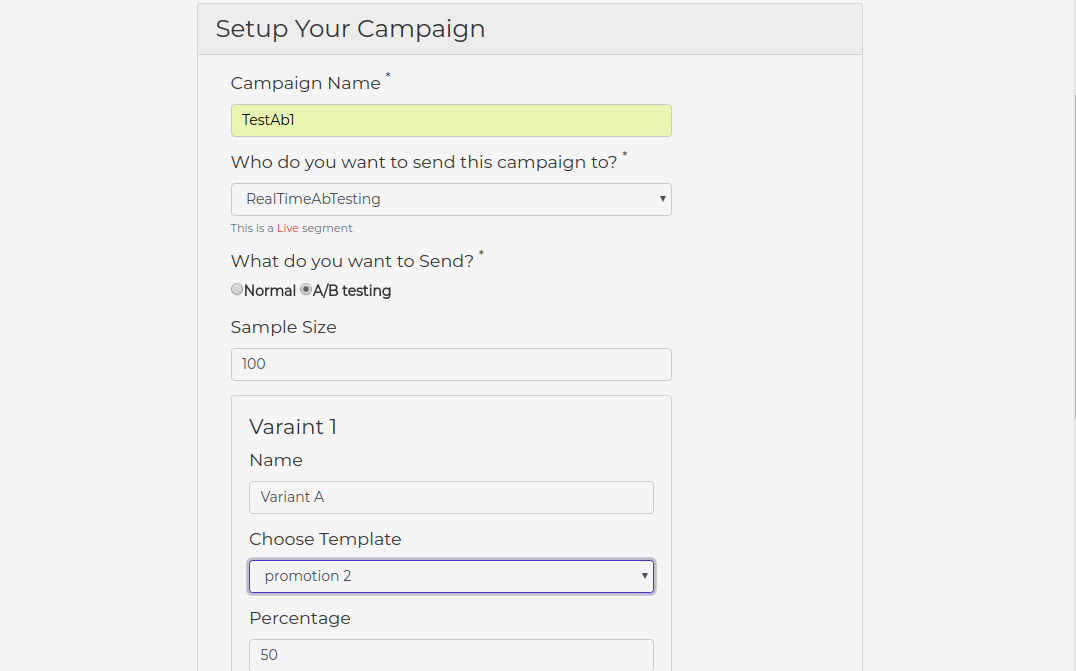 Setup Your Campaign
Campaign Name *
TestAb1
Who do you want to send this campaign to? *
RealTimeAbTesting
This is a Live segment
What do you want to Send? *
Normal A/B testing
Sample Size
100
Varaint 1
Name
Variant A
Choose Template
promotion 2
Percentage
50